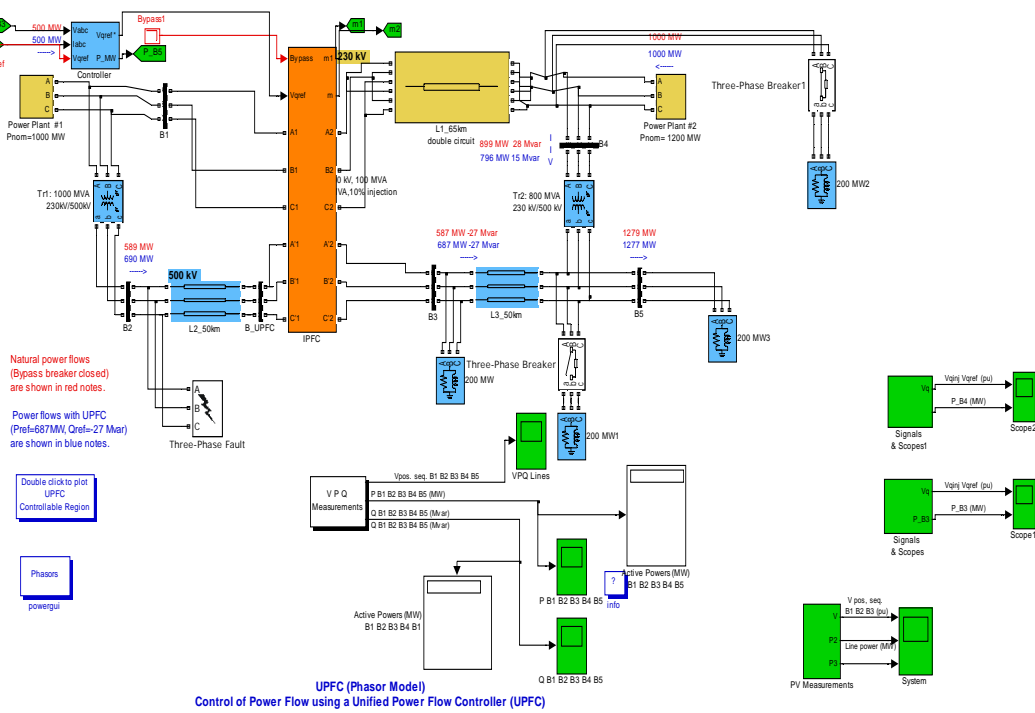 Bypass1
m1
m2
500 MW
500 MW
---->
Vabc
Iabc
Vqref
Vqref*
P_MW
P_B5
Controller
A
B
C
Power Plant #1
Pnom=1000 MW
B1
Bypass
m1
Vqref
m
A1
A2
B1
B2
C1
C2
A'1
A'2
B'1
B'2
C'1
C'2
IPFC
230 kV
0 kV, 100 MVA
VA,10% injection
L1_65km
double circuit
1000 MW
1000 MW
<----
A
B
C
Power Plant #2
Pnom= 1200 MW
Three-Phase Breaker1
A B C
a b c
A B C
200 MW2
899 MW 28 Mvar
796 MW 15 Mvar
I
I
V
B4
Tr1: 1000 MVA
230kV/500kV
A B C
a b c
Tr2: 800 MVA
230 kV/500 kV
A B C
a b c
589 MW
690 MW
---->
500 kV
B2
L2_50km
B_UPFC
587 MW -27 Mvar
687 MW -27 Mvar
----->
B3
L3_50km
1279 MW
1277 MW
----->
B5
A B C
200 MW3
A B C
200 MW
Three-Phase Breaker
A B C
a b c
A B C
200 MW1
Natural power flows
(Bypass breaker closed)
are shown in red notes.
Power flows with UPFC
(Pref=687MW, Qref=-27 Mvar)
are shown in blue notes.
A
B
C
Three-Phase Fault
Double click to plot
UPFC
Controllable Region
Phasors
powergui
V P Q
Measurements
Vpos. seq. B1 B2 B3 B4 B5
P B1 B2 B3 B4 B5 (MW)
Q B1 B2 B3 B4 B5 (Mvar)
Q B1 B2 B3 B4 B5 (Mvar)
VPQ Lines
Active Powers (MW)
B1 B2 B3 B4 B5
P B1 B2 B3 B4 B5
?
info
Active Powers (MW)
B1 B2 B3 B4 B1
Q B1 B2 B3 B4 B5
Vq
Vqinj Vqref (pu)
P_B4 (MW)
Signals
& Scopes1
Scope2
Vq
P_B3
Vqinj Vqref (pu)
P_B3 (MW)
Signals
& Scopes
Scope1
V pos, seq.
B1 B2 B3 (pu)
V
P2
Line power (MW)
P3
PV Measurements
System
UPFC (Phasor Model)
Control of Power Flow using a Unified Power Flow Controller (UPFC)